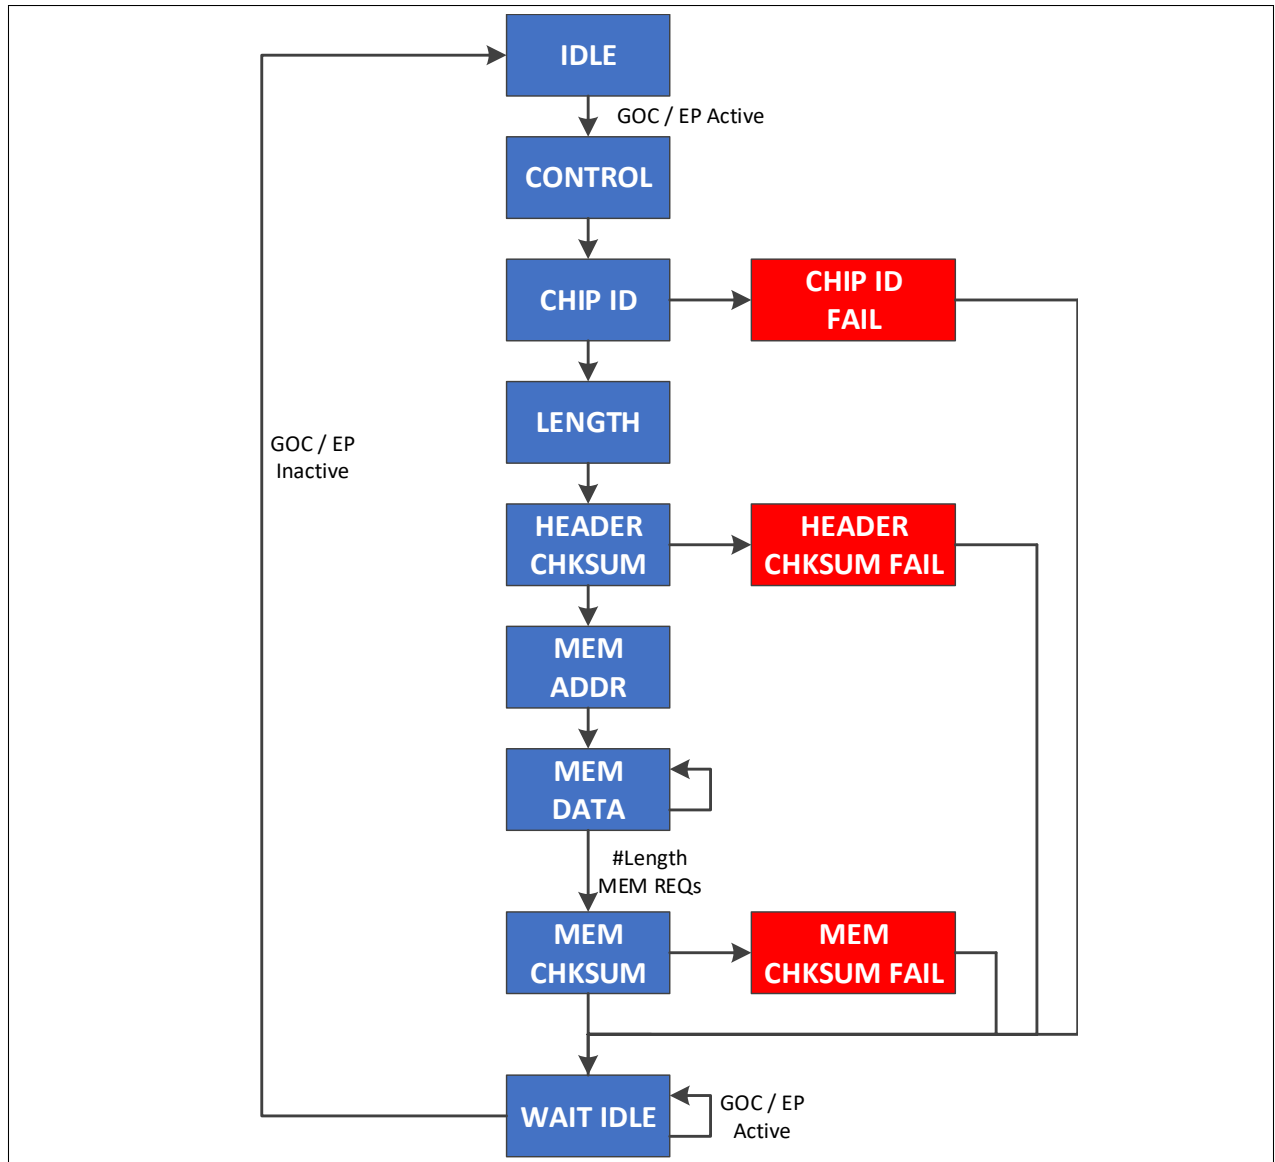 IDLE
GOC / EP Active
CONTROL
CHIP ID
CHIP ID
FAIL
LENGTH
GOC / EP
Inactive
HEADER
CHKSUM
HEADER
CHKSUM FAIL
MEM
ADDR
MEM
DATA
#Length
MEM REQs
MEM
CHKSUM
MEM
CHKSUM FAIL
WAIT IDLE
GOC / EP
Active